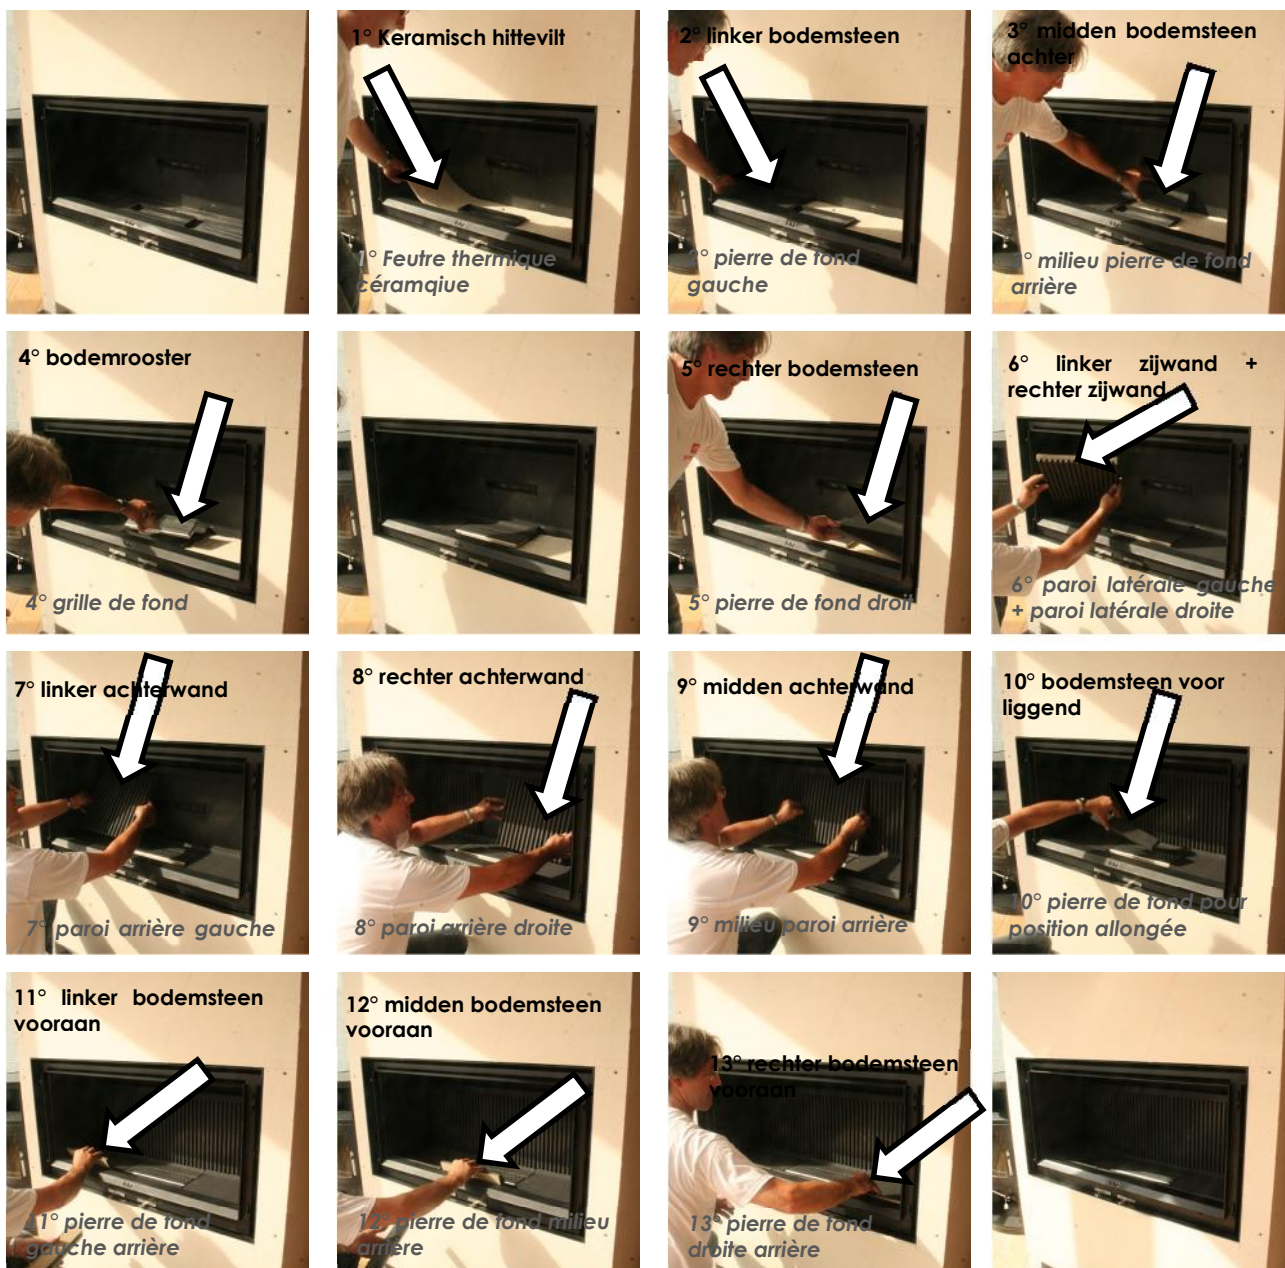 1° Keramisch hittevilt
2° linker bodemsteen
3° midden bodemsteen
achter
1° Feutre thermique
céramqiue
2° pierre de fond
gauche
3° milieu pierre de fond
arrière
4° bodemrooster
5° rechter bodemsteen
6° linker zijwand +
rechter zijwand
4° grille de fond
5° pierre de fond droit
6° paroi latérale gauche
+ paroi latérale droite
7° linker achterwand
8° rechter achterwand
9° midden achterwand
10° bodemsteen voor
liggend
7° paroi arrière gauche
8° paroi arrière droite
9° milieu paroi arrière
10° pierre de fond pour
position allongée
11° linker bodemsteen
vooraan
12° midden bodemsteen
vooraan
13° rechter bodemsteen
vooraan
11° pierre de fond
gauche arrière
12° pierre de fond milieu
arrière
13° pierre de fond
droite arrière